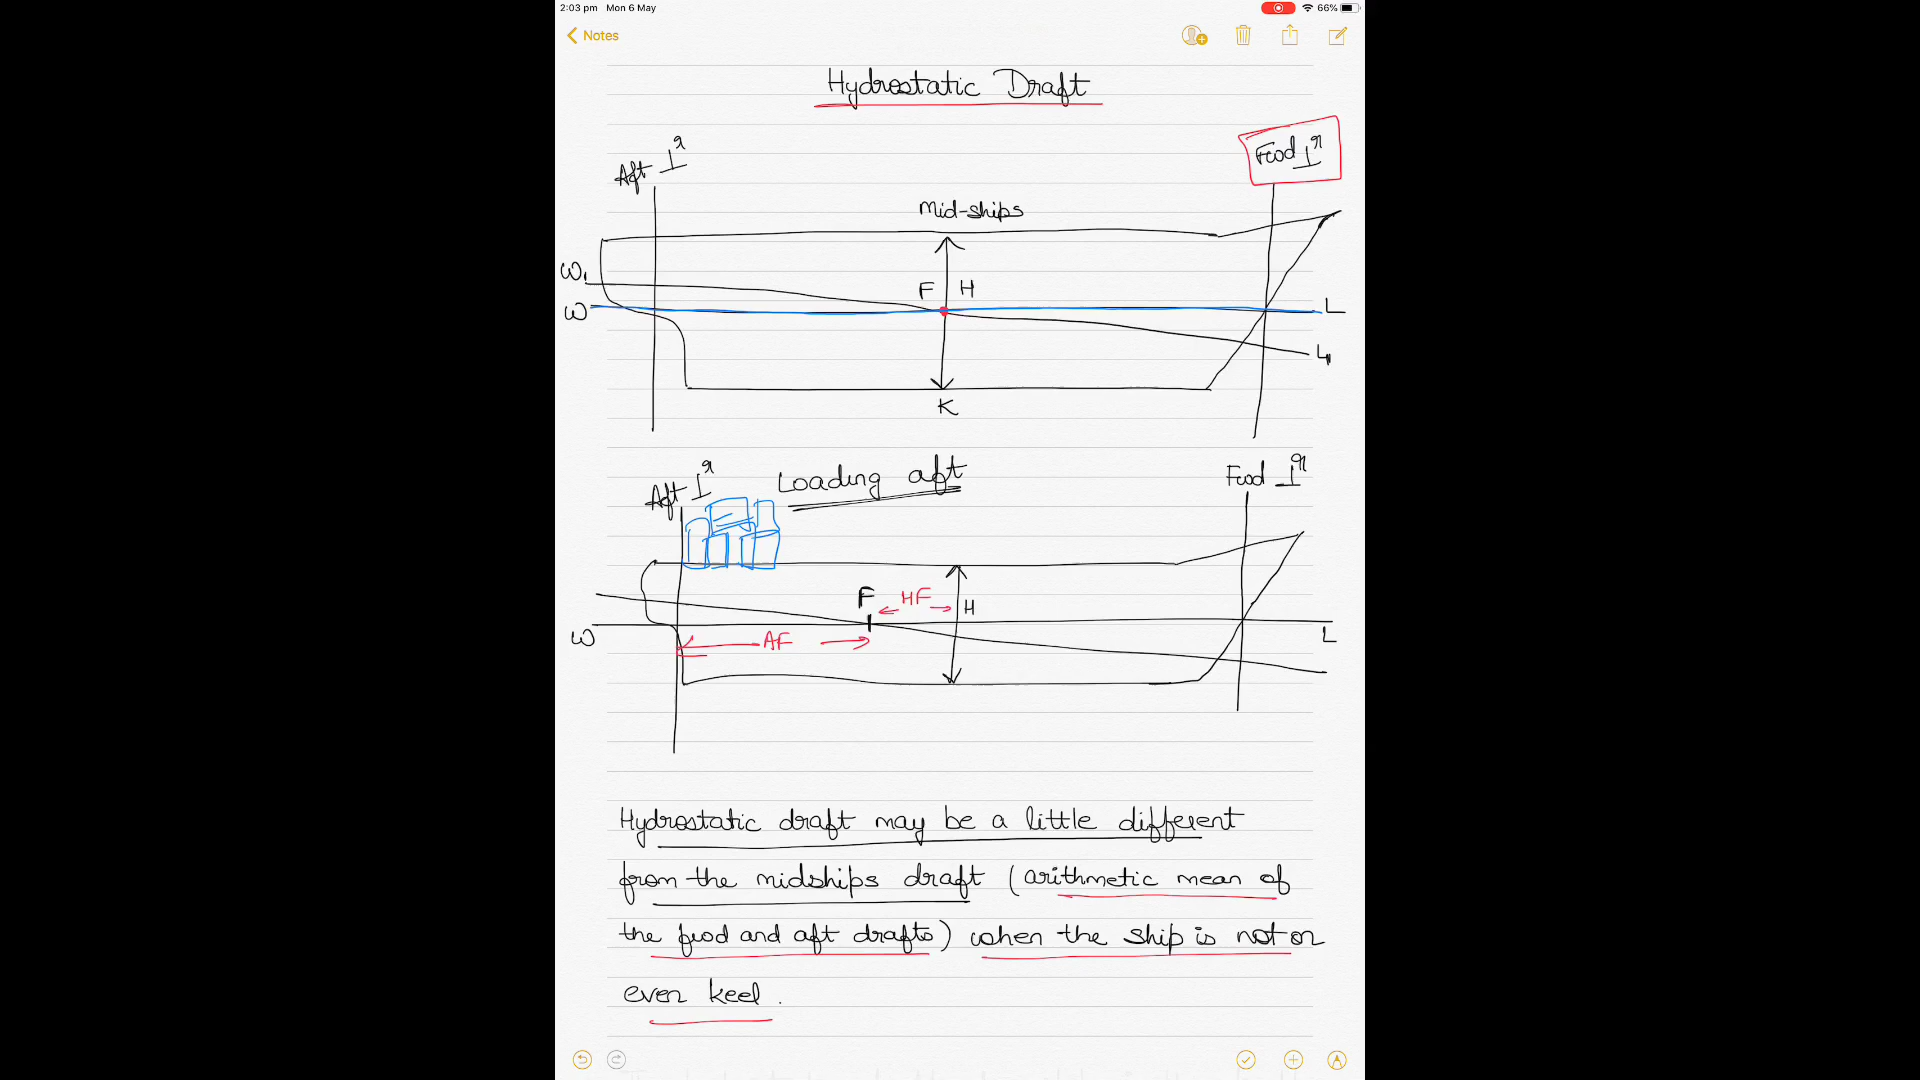 2:03 pm Mon 6 May
66%
Notes
Hydrostatic Draft
Aft ⊥r
Fwd ⊥r
Mid-ships
W1
F H
W
L
L1
K
Aft ⊥r
Loading aft
Fwd ⊥r
F
HF
H
W
AF
L
Hydrostatic draft may be a little different
from the midships draft (arithmetic mean of
the fwd and aft drafts) when the ship is not on
even keel.